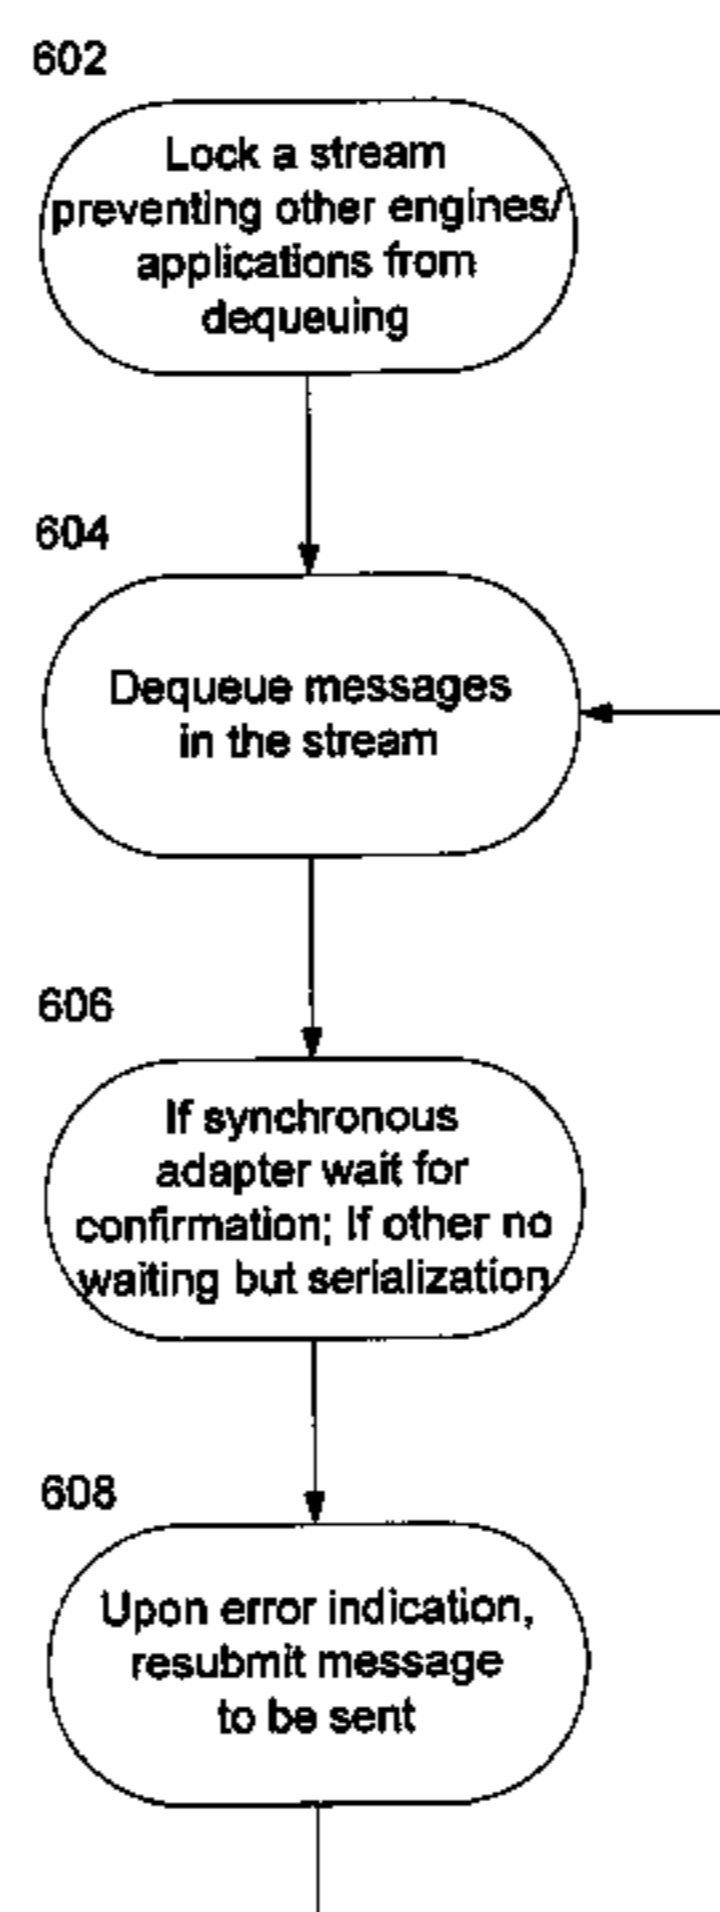 602
Lock a stream
preventing other engines/
applications from
dequeuing
604
Dequeue messages
in the stream
606
If synchronous
adapter wait for
confirmation; If other no
waiting but serialization
608
Upon error indication,
resubmit message
to be sent